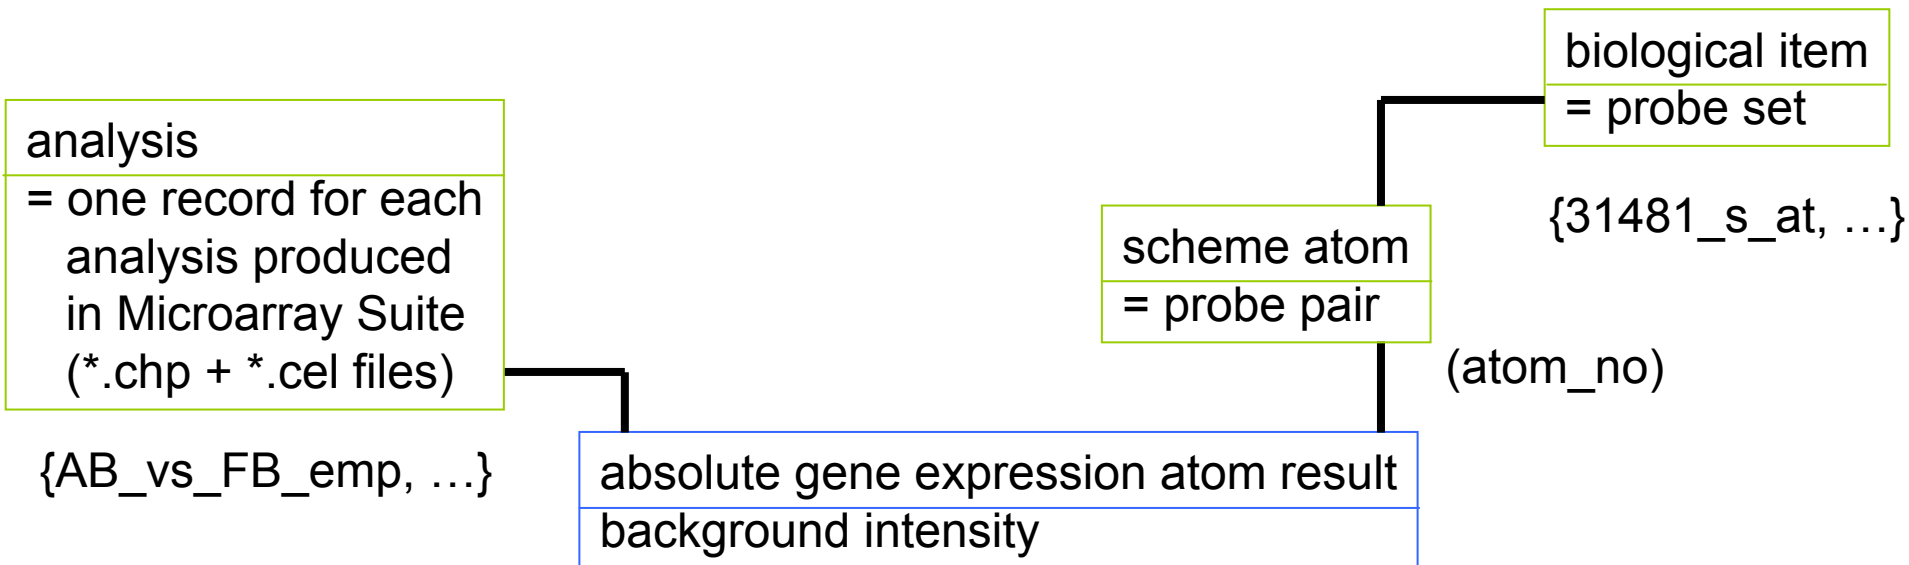 biological item
= probe set
{31481_s_at, …}
analysis
= one record for each
analysis produced
in Microarray Suite
(*.chp + *.cel files)
{AB_vs_FB_emp, …}
scheme atom
= probe pair
(atom_no)
absolute gene expression atom result
background intensity